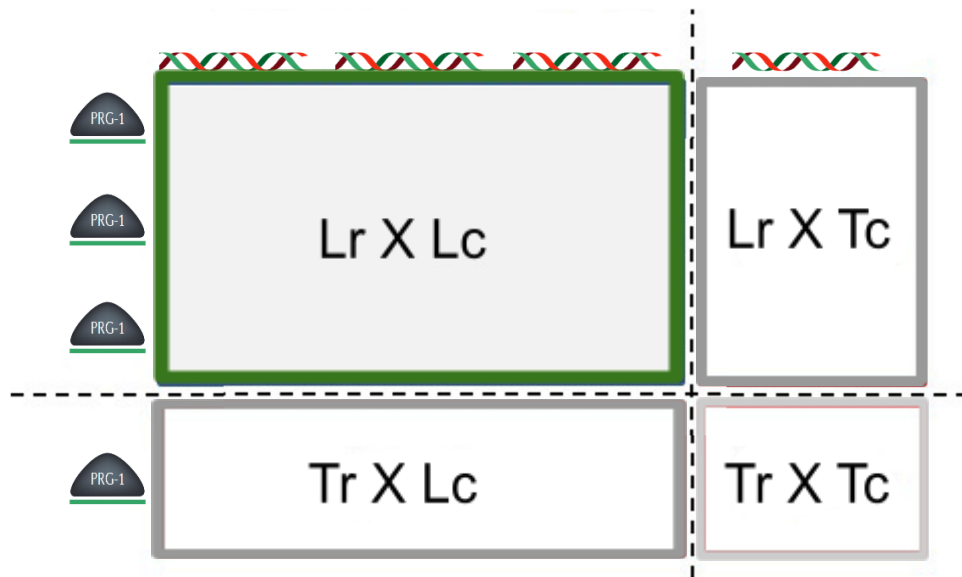 PRG-1
Lr X Lc
Lr X Tc
PRG-1
PRG-1
Tr X Lc
Tr X Tc
PRG-1